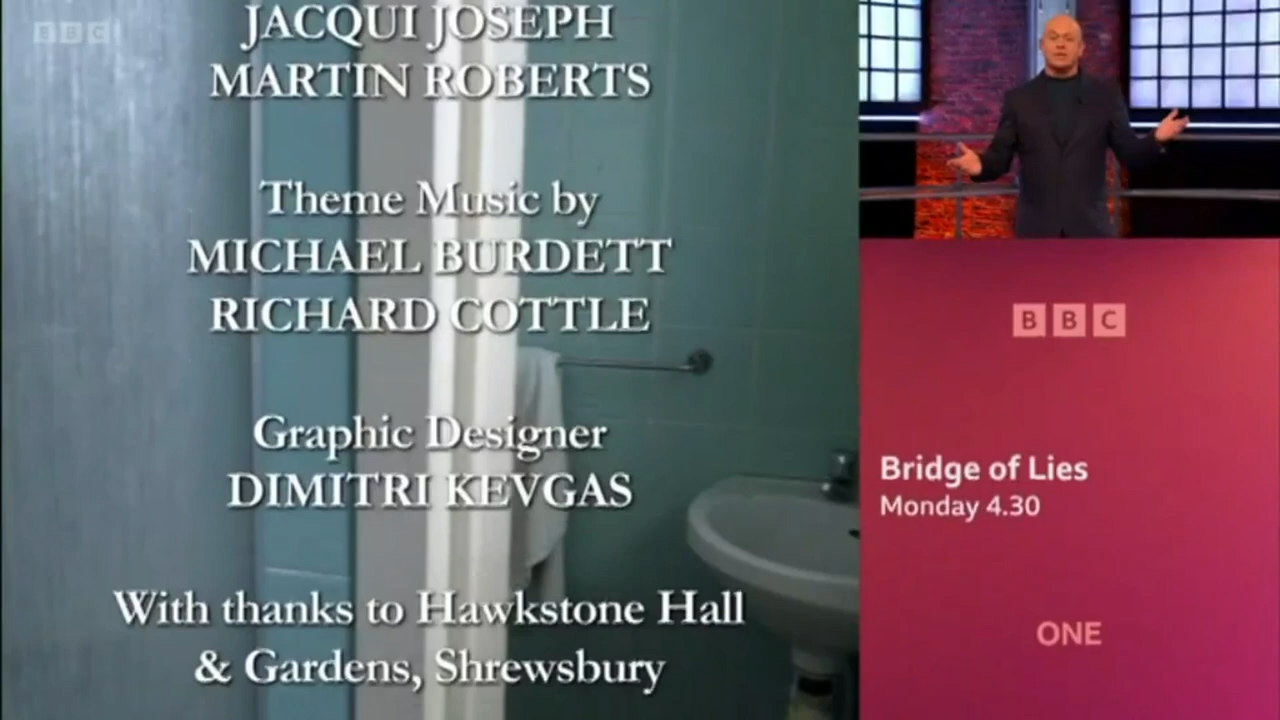 BBC
JACQUI JOSEPH
MARTIN ROBERTS
Theme Music by
MICHAEL BURDETT
RICHARD COTTLE
Graphic Designer
DIMITRI KEVGAS
With thanks to Hawkstone Hall
& Gardens, Shrewsbury
BBC
Bridge of Lies
Monday 4.30
ONE